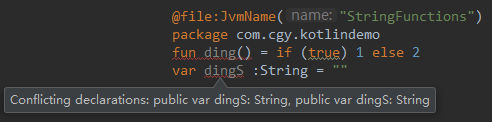 @file:JvmName( name: "StringFunctions")
package com.cgy.kotlindemo
fun ding() = if (true) 1 else 2
var dingS :String = ""
Conflicting declarations: public var dingS: String, public var dingS: String